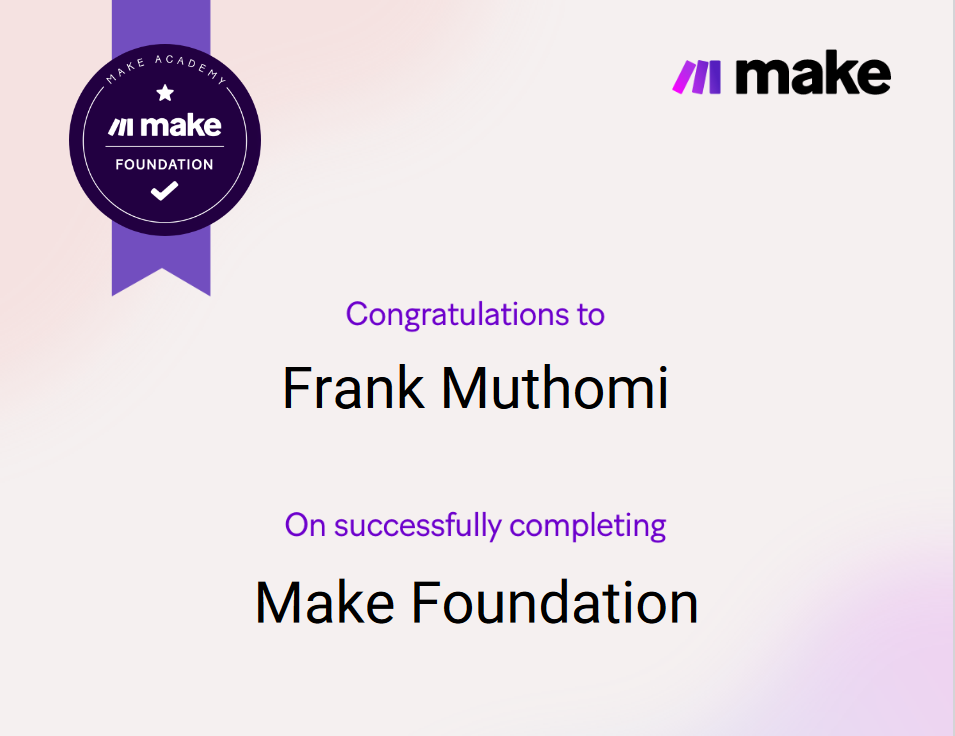 MAKE ACADEMY
make
FOUNDATION
make
Congratulations to
Frank Muthomi
On successfully completing
Make Foundation